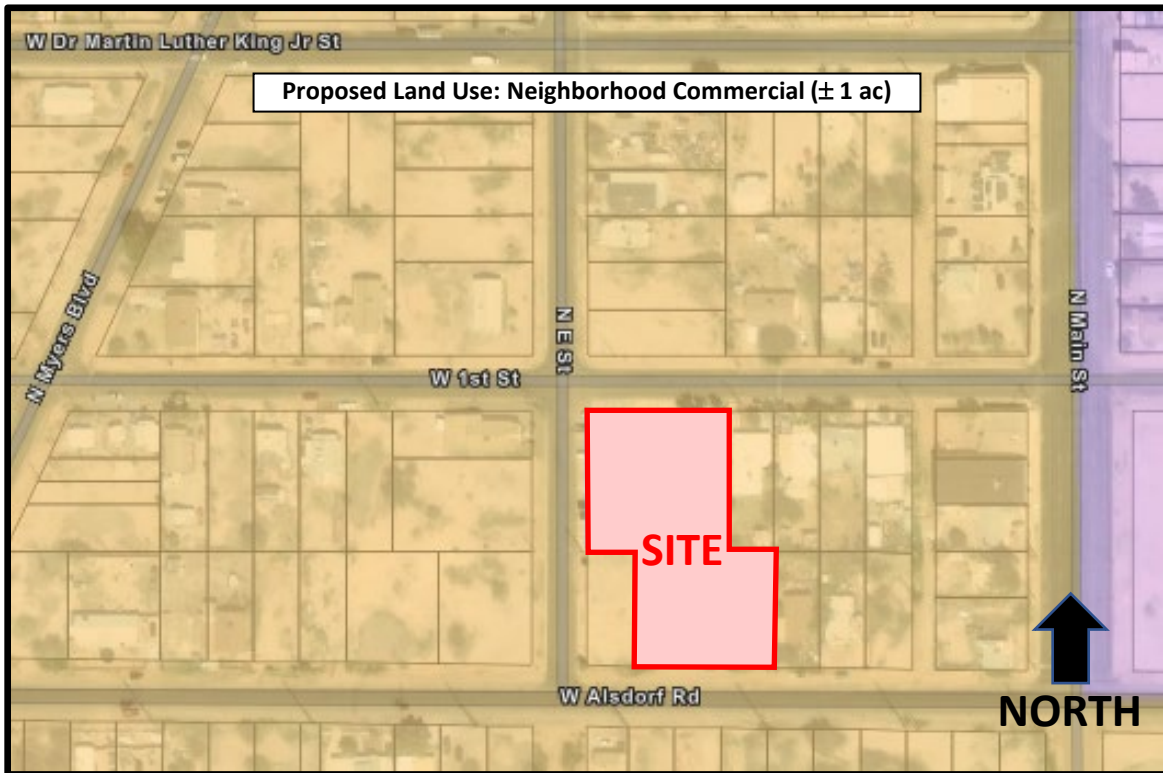 W Dr Martin Luther King Jr St
Proposed Land Use: Neighborhood Commercial (± 1 ac)
N Myers Blvd
N E St
N Main St
W 1st St
SITE
W Alsdorf Rd
NORTH